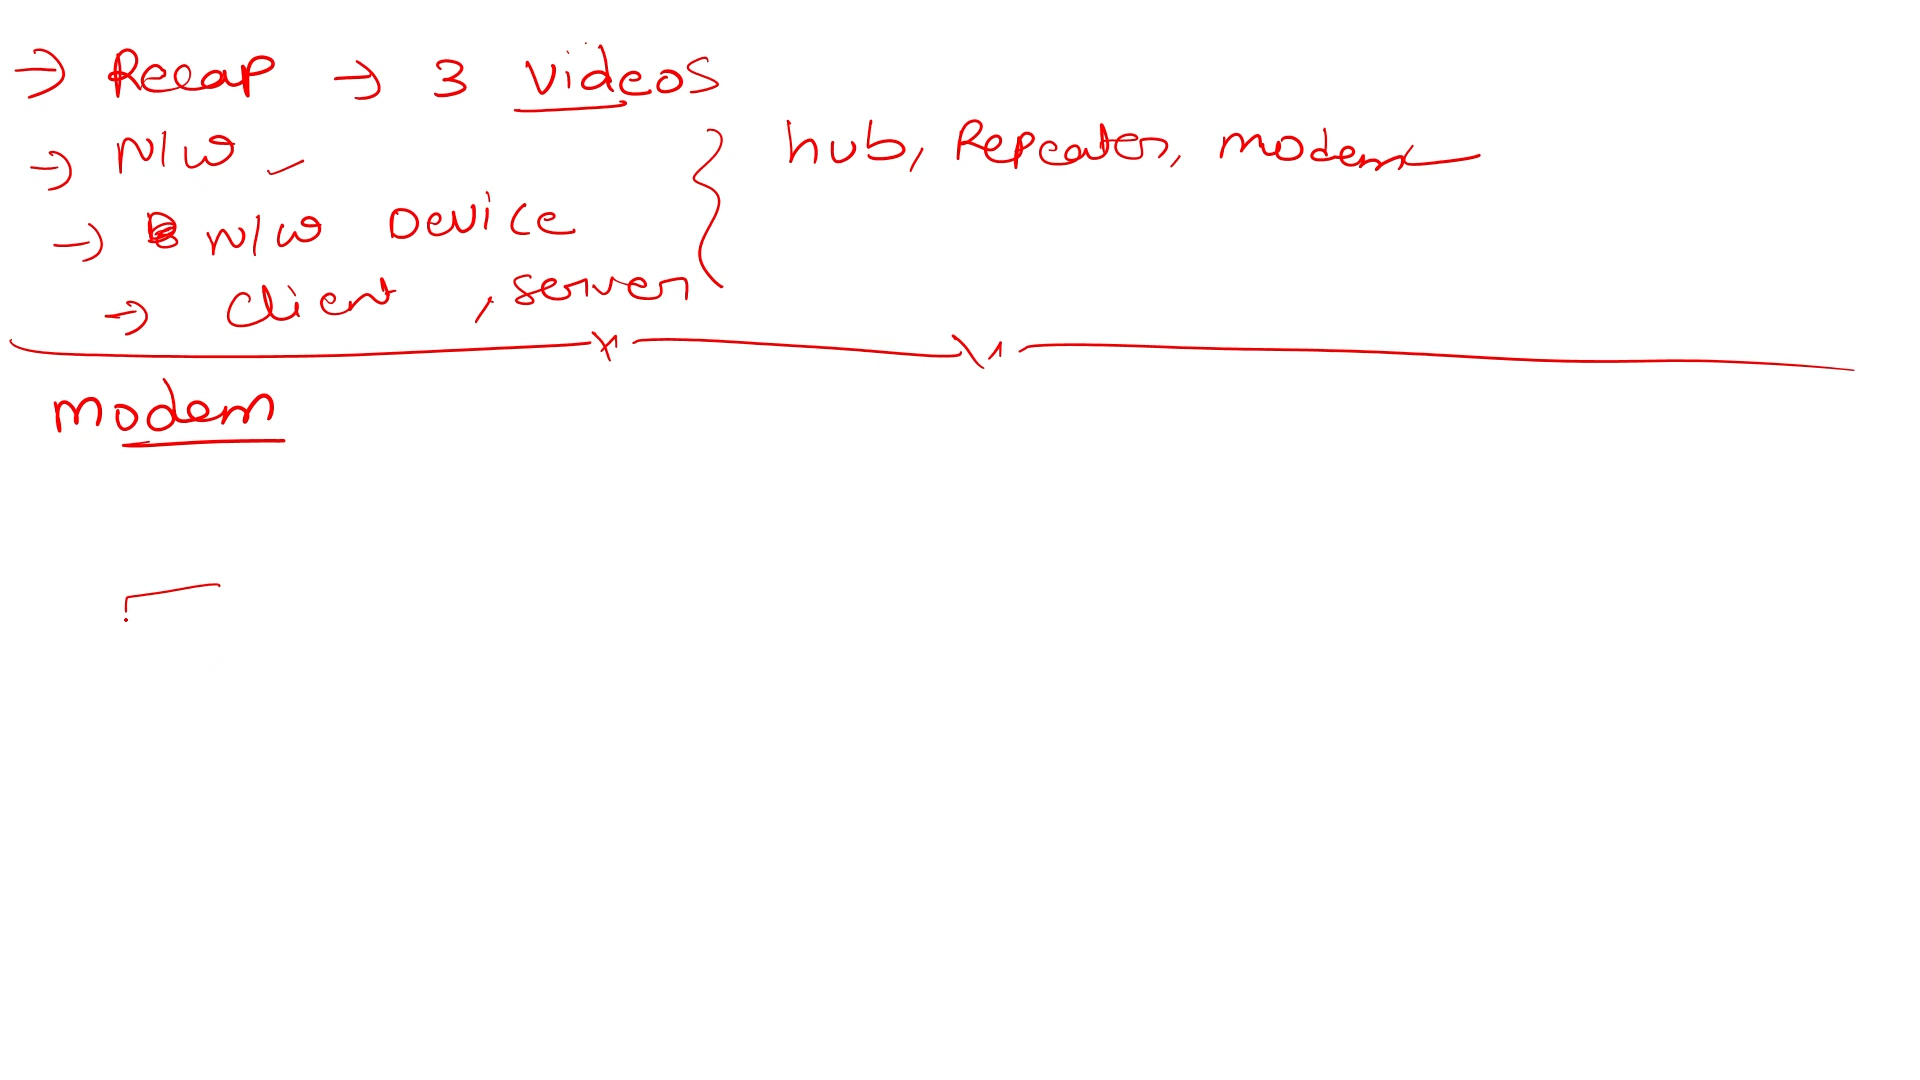 → Recap → 3 videos
→ N/W
→ N/W Device
→ Client, server
hub, Repeater, modem
modem